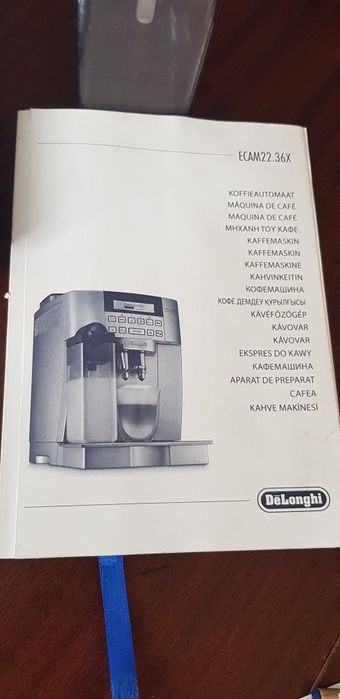 ECAM22.36X
KOFFIEAUTOMAAT
MÁQUINA DE CAFÉ
MAQUINA DE CAFÉ
ΜΗΧΑΝΗ ΤΟΥ ΚΑΦΕ
KAFFEMASKIN
KAFFEMASKIN
KAFFEMASKINE
KAHVINKEITIN
КОФЕМАШИНА
КОФЕ ДЕМДЕУ ҚҰРЫЛҒЫСЫ
KÁVÉFŐZŐGÉP
KÁVOVAR
KÁVOVAR
EKSPRES DO KAWY
КАФЕМАШИНА
APARAT DE PREPARAT
CAFEA
KAHVE MAKİNESİ
DeLonghi
DeLonghi